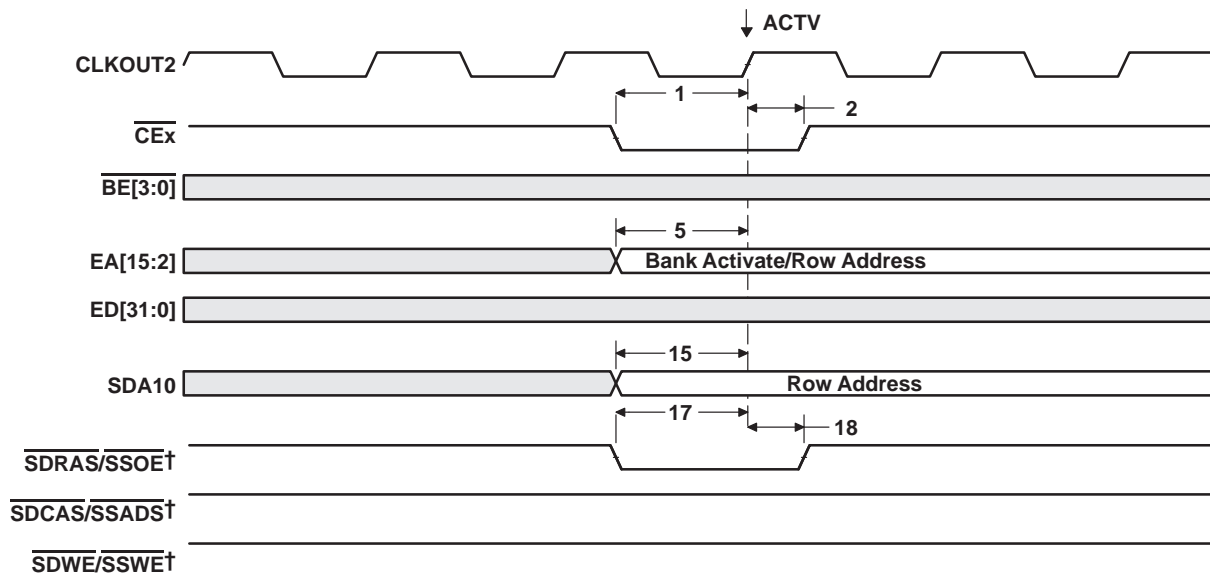 ACTV
CLKOUT2
1
2
CEx
BE[3:0]
5
EA[15:2]
Bank Activate/Row Address
ED[31:0]
15
SDA10
Row Address
17
18
SDRAS/SSOE†
SDCAS/SSADS†
SDWE/SSWE†